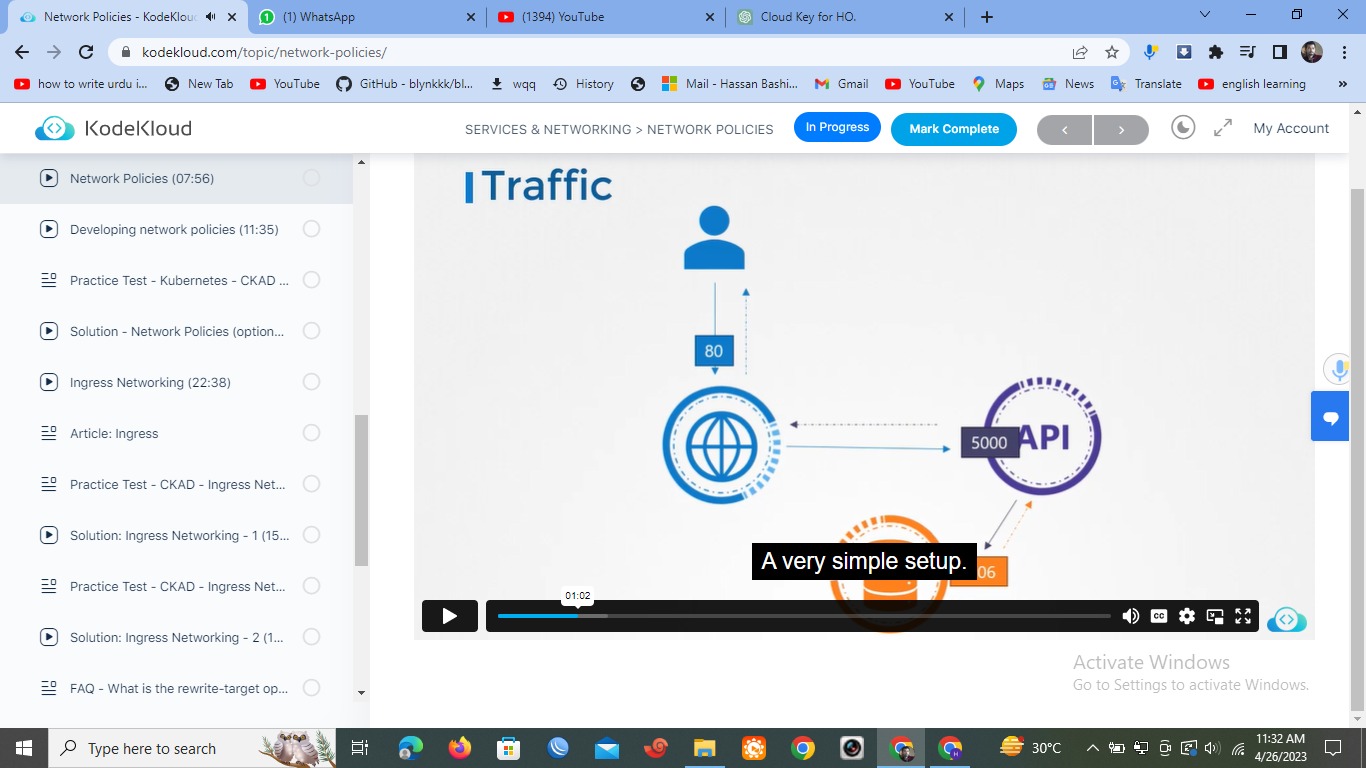 Network Policies - KodeKlou
(1) WhatsApp
(1394) YouTube
Cloud Key for HO.
kodekloud.com/topic/network-policies/
how to write urdu i...
New Tab
YouTube
GitHub - blynkkk/bl...
wqq
History
Mail - Hassan Bashi...
Gmail
YouTube
Maps
News
Translate
english learning
»
KodeKloud
SERVICES & NETWORKING > NETWORK POLICIES
In Progress
Mark Complete
My Account
Network Policies (07:56)
Developing network policies (11:35)
Practice Test - Kubernetes - CKAD ...
Solution - Network Policies (option...
Ingress Networking (22:38)
Article: Ingress
Practice Test - CKAD - Ingress Net...
Solution: Ingress Networking - 1 (15...
Practice Test - CKAD - Ingress Net...
Solution: Ingress Networking - 2 (1...
FAQ - What is the rewrite-target op...
Traffic
80
5000
API
06
A very simple setup.
01:02
CC
Activate Windows
Go to Settings to activate Windows.
Type here to search
30°C
11:32 AM
4/26/2023